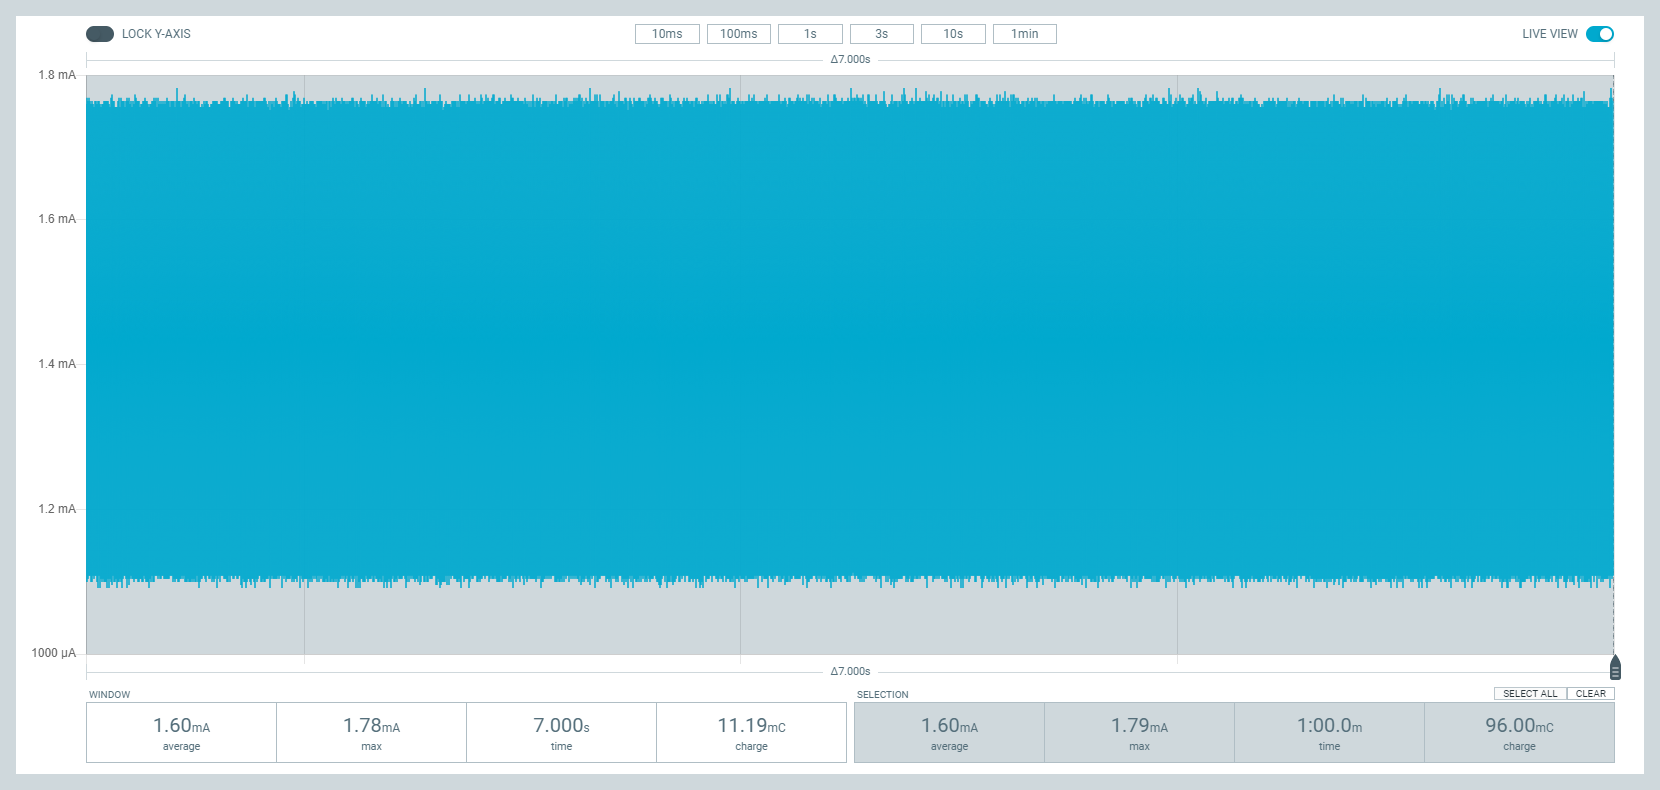 LOCK Y-AXIS
10ms 100ms 1s 3s 10s 1min
LIVE VIEW
Δ7.000s
1.8 mA
1.6 mA
1.4 mA
1.2 mA
1000 µA
Δ7.000s
WINDOW
SELECTION
SELECT ALL CLEAR
1.60mA 1.78mA 7.000s 11.19mC
average max time charge
1.60mA 1.79mA 1:00.0m 96.00mC
average max time charge